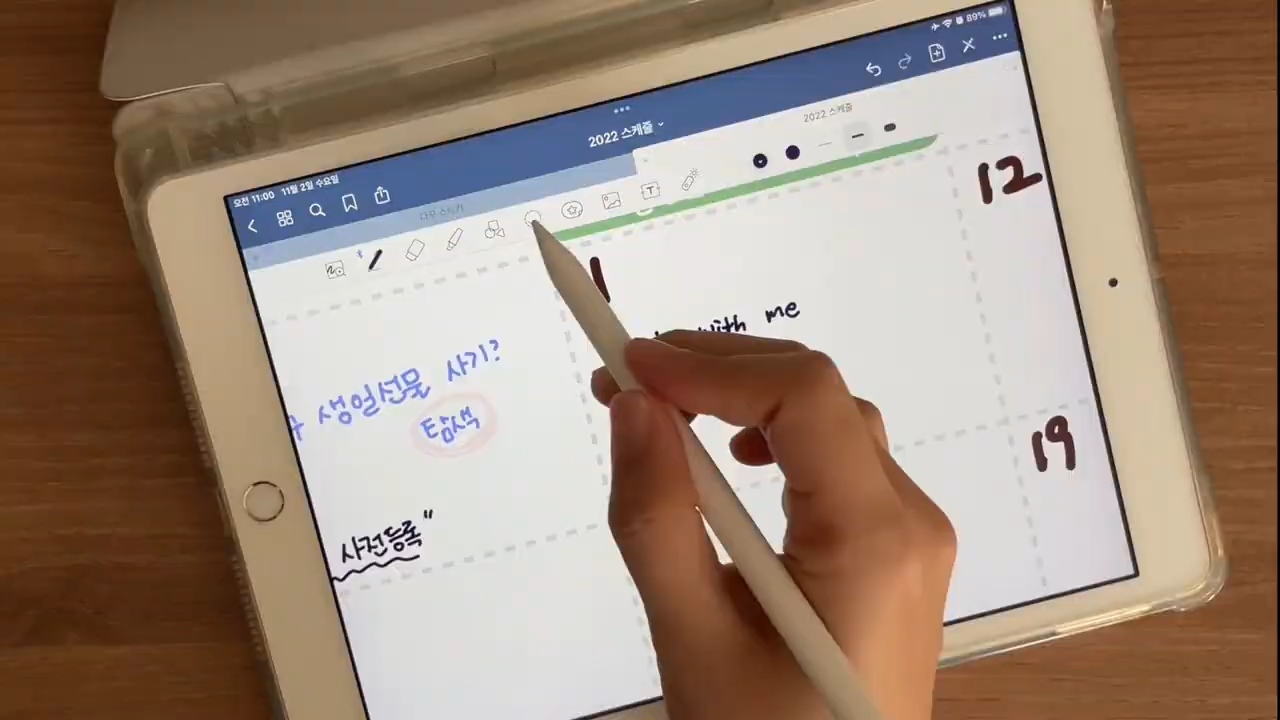 오전 11:00 11월 2일 수요일
89%
2022 스케줄
2022 스케줄
T
12
1
with me
생일선물 사기?
탐색
19
사전등록"